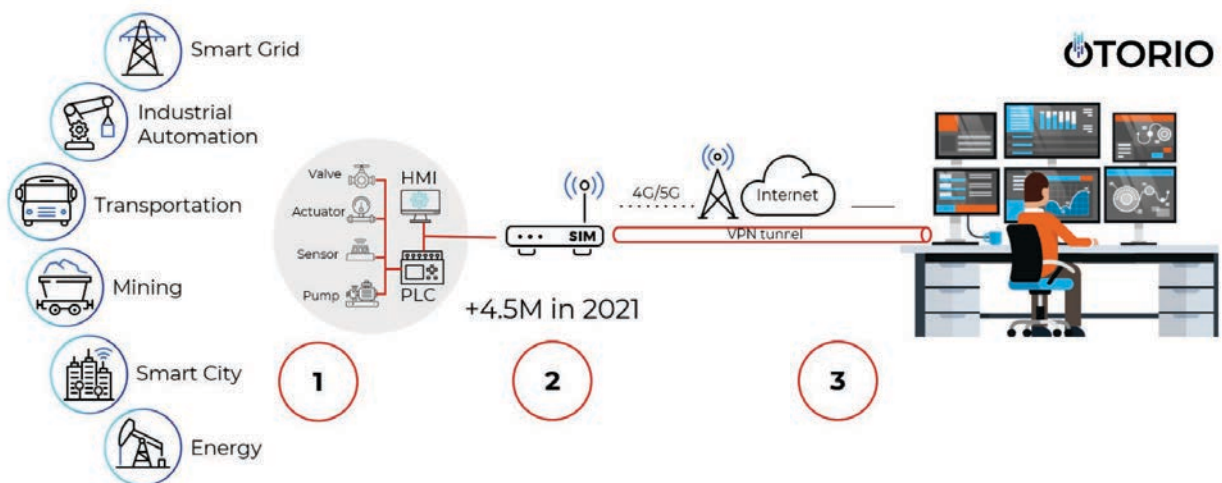 OTORIO
Smart Grid
Industrial
Automation
Transportation
Mining
Smart City
Energy
Valve
Actuator
Sensor
Pump
HMI
PLC
SIM
+4.5M in 2021
4G/5G
Internet
VPN tunnel
1
2
3